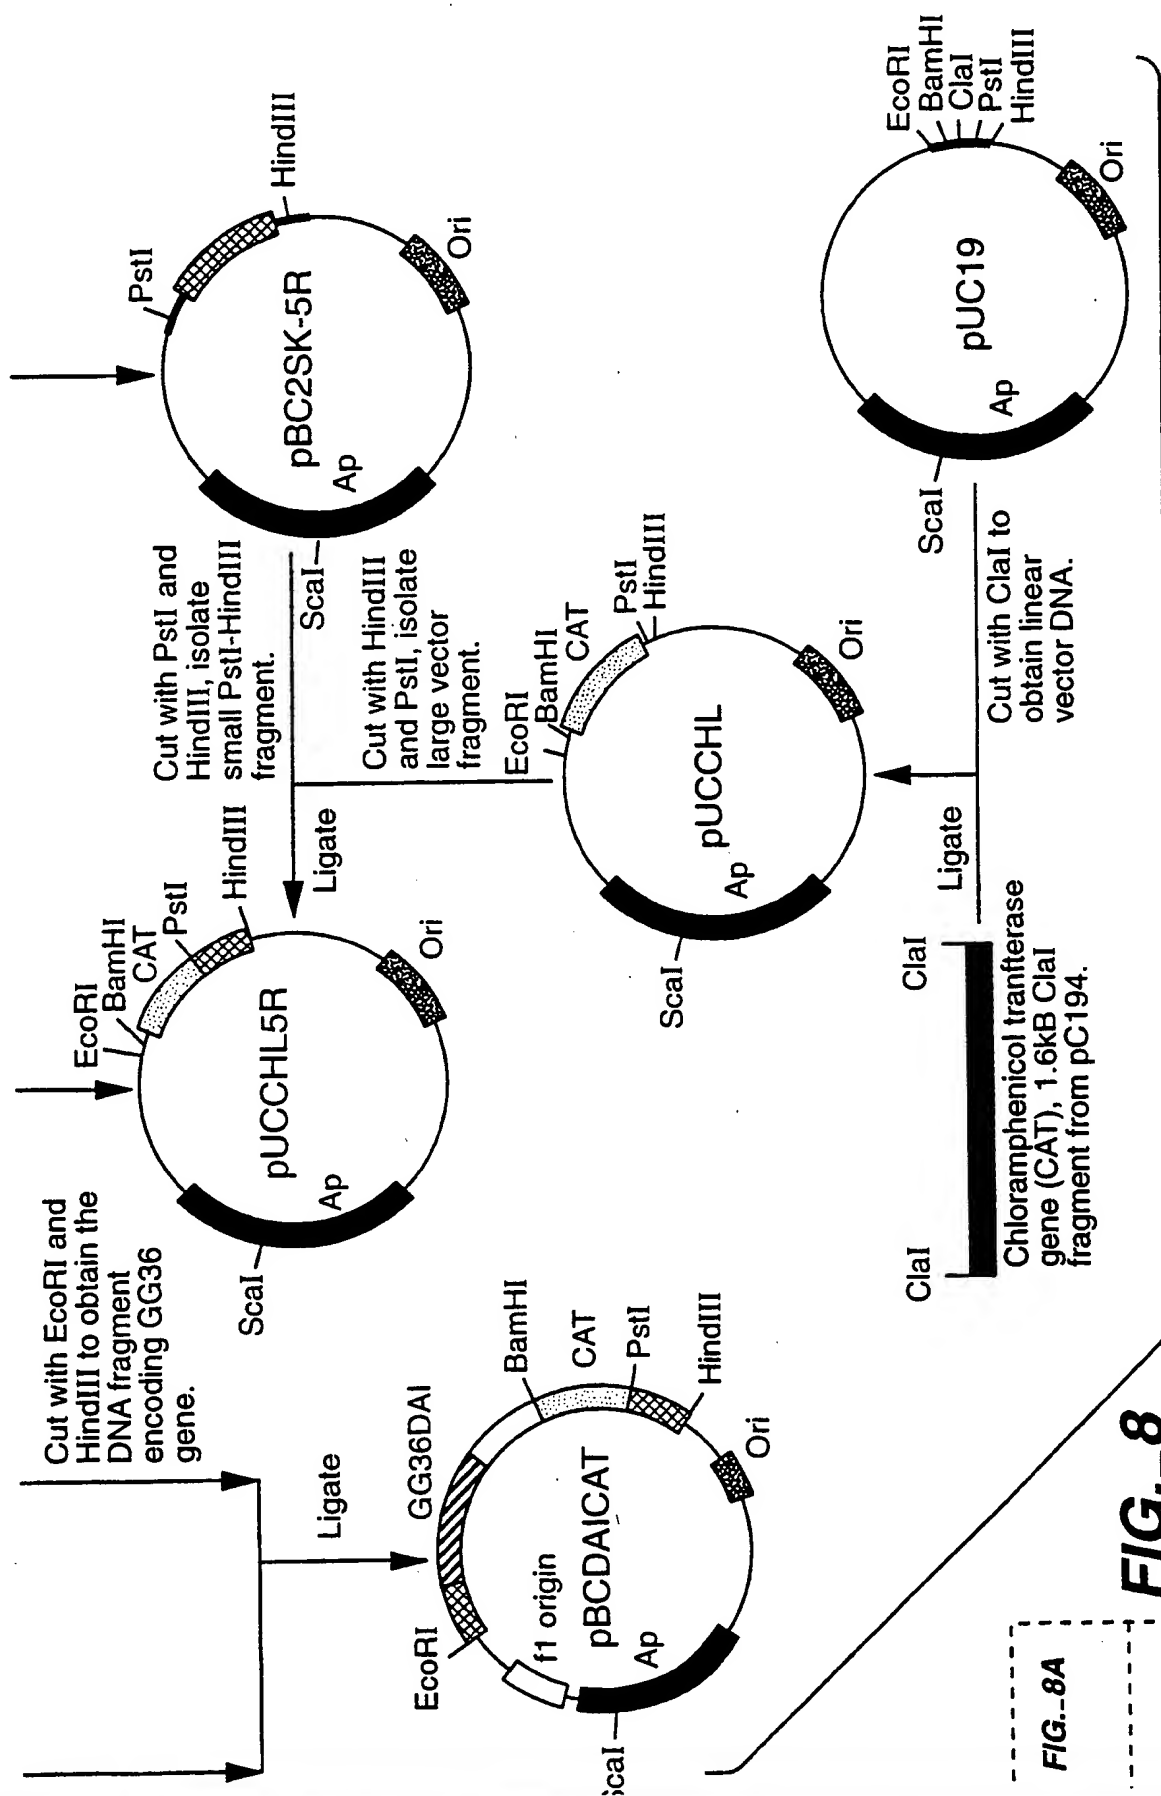 Cut with EcoRI and
HindIII to obtain the
DNA fragment
encoding GG36
gene.
Ligate
EcoRI
GG36DAI
BamHI
CAT
PstI
HindIII
Ori
f1 origin
pBCDAICAT
Ap
ScaI
EcoRI
BamHI
CAT
PstI
HindIII
pUCCHL5R
Ap
Ori
ScaI
Ligate
Cut with PstI and
HindIII, isolate
small PstI-HindIII
fragment.
Cut with HindIII
and PstI, isolate
large vector
fragment.
PstI
HindIII
pBC2SK-5R
Ap
Ori
ScaI
EcoRI
BamHI
CAT
PstI
HindIII
pUCCHL
Ap
Ori
ScaI
ClaI
ClaI
Chloramphenicol tranfterase
gene (CAT), 1.6kB ClaI
fragment from pC194.
Ligate
Cut with ClaI to
obtain linear
vector DNA.
EcoRI
BamHI
ClaI
PstI
HindIII
pUC19
Ap
Ori
ScaI
FIG._8A
FIG._8